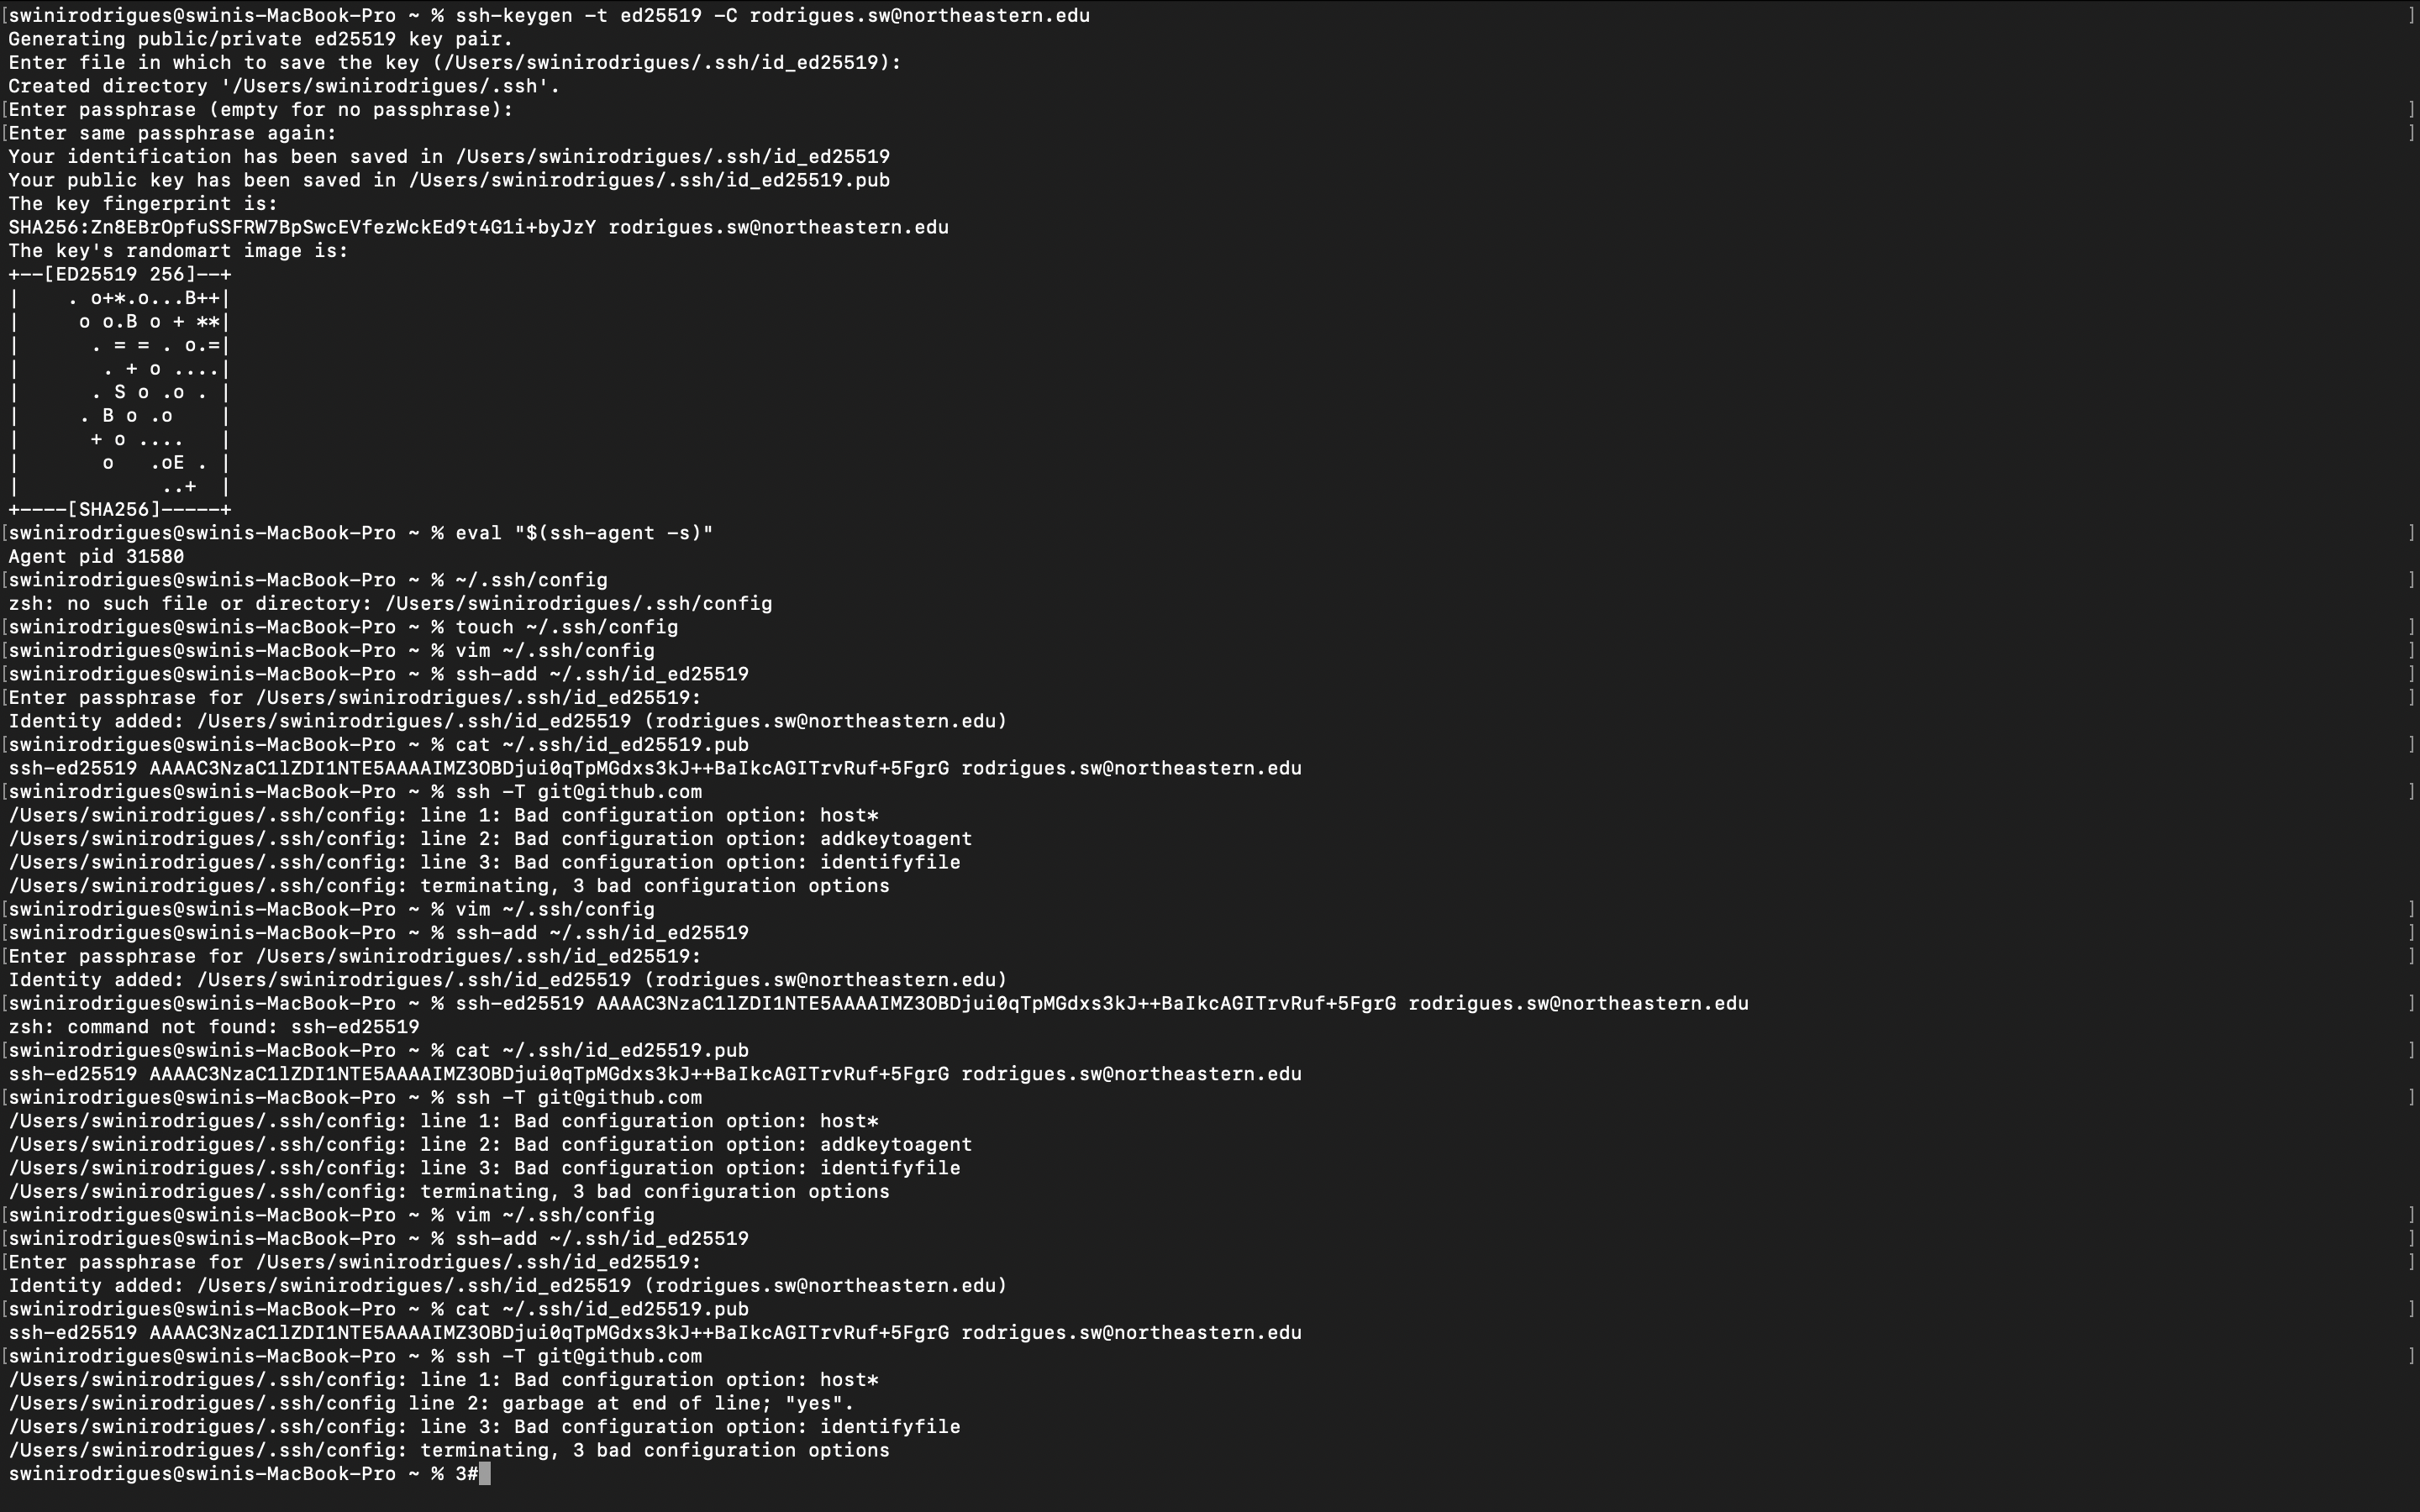 [swinirodrigues@swinis-MacBook-Pro ~ % ssh-keygen -t ed25519 -C rodrigues.sw@northeastern.edu ]
Generating public/private ed25519 key pair.
Enter file in which to save the key (/Users/swinirodrigues/.ssh/id_ed25519):
Created directory '/Users/swinirodrigues/.ssh'.
[Enter passphrase (empty for no passphrase): ]
[Enter same passphrase again: ]
Your identification has been saved in /Users/swinirodrigues/.ssh/id_ed25519
Your public key has been saved in /Users/swinirodrigues/.ssh/id_ed25519.pub
The key fingerprint is:
SHA256:Zn8EBrOpfuSSFRW7BpSwcEVfezWckEd9t4G1i+byJzY rodrigues.sw@northeastern.edu
The key's randomart image is:
+--[ED25519 256]--+
|    . o+*.o...B++|
|     o o.B o + **|
|      . = = . o.=|
|       . + o ....|
|      . S o .o . |
|     . B o .o    |
|      + o ....   |
|       o   .oE . |
|            ..+  |
+----[SHA256]-----+
[swinirodrigues@swinis-MacBook-Pro ~ % eval "$(ssh-agent -s)" ]
Agent pid 31580
[swinirodrigues@swinis-MacBook-Pro ~ % ~/.ssh/config ]
zsh: no such file or directory: /Users/swinirodrigues/.ssh/config
[swinirodrigues@swinis-MacBook-Pro ~ % touch ~/.ssh/config ]
[swinirodrigues@swinis-MacBook-Pro ~ % vim ~/.ssh/config ]
[swinirodrigues@swinis-MacBook-Pro ~ % ssh-add ~/.ssh/id_ed25519 ]
[Enter passphrase for /Users/swinirodrigues/.ssh/id_ed25519: ]
Identity added: /Users/swinirodrigues/.ssh/id_ed25519 (rodrigues.sw@northeastern.edu)
[swinirodrigues@swinis-MacBook-Pro ~ % cat ~/.ssh/id_ed25519.pub ]
ssh-ed25519 AAAAC3NzaC1lZDI1NTE5AAAAIMZ3OBDjui0qTpMGdxs3kJ++BaIkcAGITrvRuf+5FgrG rodrigues.sw@northeastern.edu
[swinirodrigues@swinis-MacBook-Pro ~ % ssh -T git@github.com ]
/Users/swinirodrigues/.ssh/config: line 1: Bad configuration option: host*
/Users/swinirodrigues/.ssh/config: line 2: Bad configuration option: addkeytoagent
/Users/swinirodrigues/.ssh/config: line 3: Bad configuration option: identifyfile
/Users/swinirodrigues/.ssh/config: terminating, 3 bad configuration options
[swinirodrigues@swinis-MacBook-Pro ~ % vim ~/.ssh/config ]
[swinirodrigues@swinis-MacBook-Pro ~ % ssh-add ~/.ssh/id_ed25519 ]
[Enter passphrase for /Users/swinirodrigues/.ssh/id_ed25519: ]
Identity added: /Users/swinirodrigues/.ssh/id_ed25519 (rodrigues.sw@northeastern.edu)
[swinirodrigues@swinis-MacBook-Pro ~ % ssh-ed25519 AAAAC3NzaC1lZDI1NTE5AAAAIMZ3OBDjui0qTpMGdxs3kJ++BaIkcAGITrvRuf+5FgrG rodrigues.sw@northeastern.edu ]
zsh: command not found: ssh-ed25519
[swinirodrigues@swinis-MacBook-Pro ~ % cat ~/.ssh/id_ed25519.pub ]
ssh-ed25519 AAAAC3NzaC1lZDI1NTE5AAAAIMZ3OBDjui0qTpMGdxs3kJ++BaIkcAGITrvRuf+5FgrG rodrigues.sw@northeastern.edu
[swinirodrigues@swinis-MacBook-Pro ~ % ssh -T git@github.com ]
/Users/swinirodrigues/.ssh/config: line 1: Bad configuration option: host*
/Users/swinirodrigues/.ssh/config: line 2: Bad configuration option: addkeytoagent
/Users/swinirodrigues/.ssh/config: line 3: Bad configuration option: identifyfile
/Users/swinirodrigues/.ssh/config: terminating, 3 bad configuration options
[swinirodrigues@swinis-MacBook-Pro ~ % vim ~/.ssh/config ]
[swinirodrigues@swinis-MacBook-Pro ~ % ssh-add ~/.ssh/id_ed25519 ]
[Enter passphrase for /Users/swinirodrigues/.ssh/id_ed25519: ]
Identity added: /Users/swinirodrigues/.ssh/id_ed25519 (rodrigues.sw@northeastern.edu)
[swinirodrigues@swinis-MacBook-Pro ~ % cat ~/.ssh/id_ed25519.pub ]
ssh-ed25519 AAAAC3NzaC1lZDI1NTE5AAAAIMZ3OBDjui0qTpMGdxs3kJ++BaIkcAGITrvRuf+5FgrG rodrigues.sw@northeastern.edu
[swinirodrigues@swinis-MacBook-Pro ~ % ssh -T git@github.com ]
/Users/swinirodrigues/.ssh/config: line 1: Bad configuration option: host*
/Users/swinirodrigues/.ssh/config line 2: garbage at end of line; "yes".
/Users/swinirodrigues/.ssh/config: line 3: Bad configuration option: identifyfile
/Users/swinirodrigues/.ssh/config: terminating, 3 bad configuration options
swinirodrigues@swinis-MacBook-Pro ~ % 3#